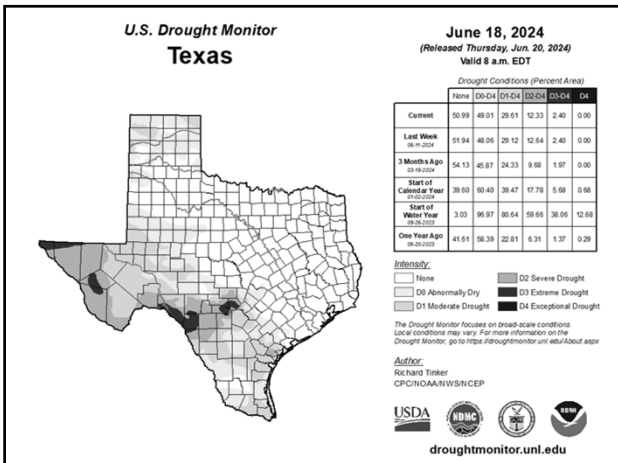 U.S. Drought Monitor
Texas
June 18, 2024
(Released Thursday, Jun. 20, 2024)
Valid 8 a.m. EDT
Drought Conditions (Percent Area)
None D0-D4 D1-D4 D2-D4 D3-D4 D4
Current 50.99 49.01 29.61 12.33 2.40 0.00
Last Week 06-11-2024 51.94 48.06 29.12 12.64 2.40 0.00
3 Months Ago 03-19-2024 54.13 45.87 24.33 9.68 1.97 0.00
Start of Calendar Year 01-02-2024 39.60 60.40 39.47 17.78 5.68 0.68
Start of Water Year 09-26-2023 3.03 96.97 80.64 59.66 38.06 12.68
One Year Ago 06-20-2023 41.61 58.39 22.81 6.31 1.37 0.29
Intensity:
None
D0 Abnormally Dry
D1 Moderate Drought
D2 Severe Drought
D3 Extreme Drought
D4 Exceptional Drought
The Drought Monitor focuses on broad-scale conditions.
Local conditions may vary. For more information on the
Drought Monitor, go to https://droughtmonitor.unl.edu/About.aspx
Author:
Richard Tinker
CPC/NOAA/NWS/NCEP
USDA
NDMC
NOAA
droughtmonitor.unl.edu